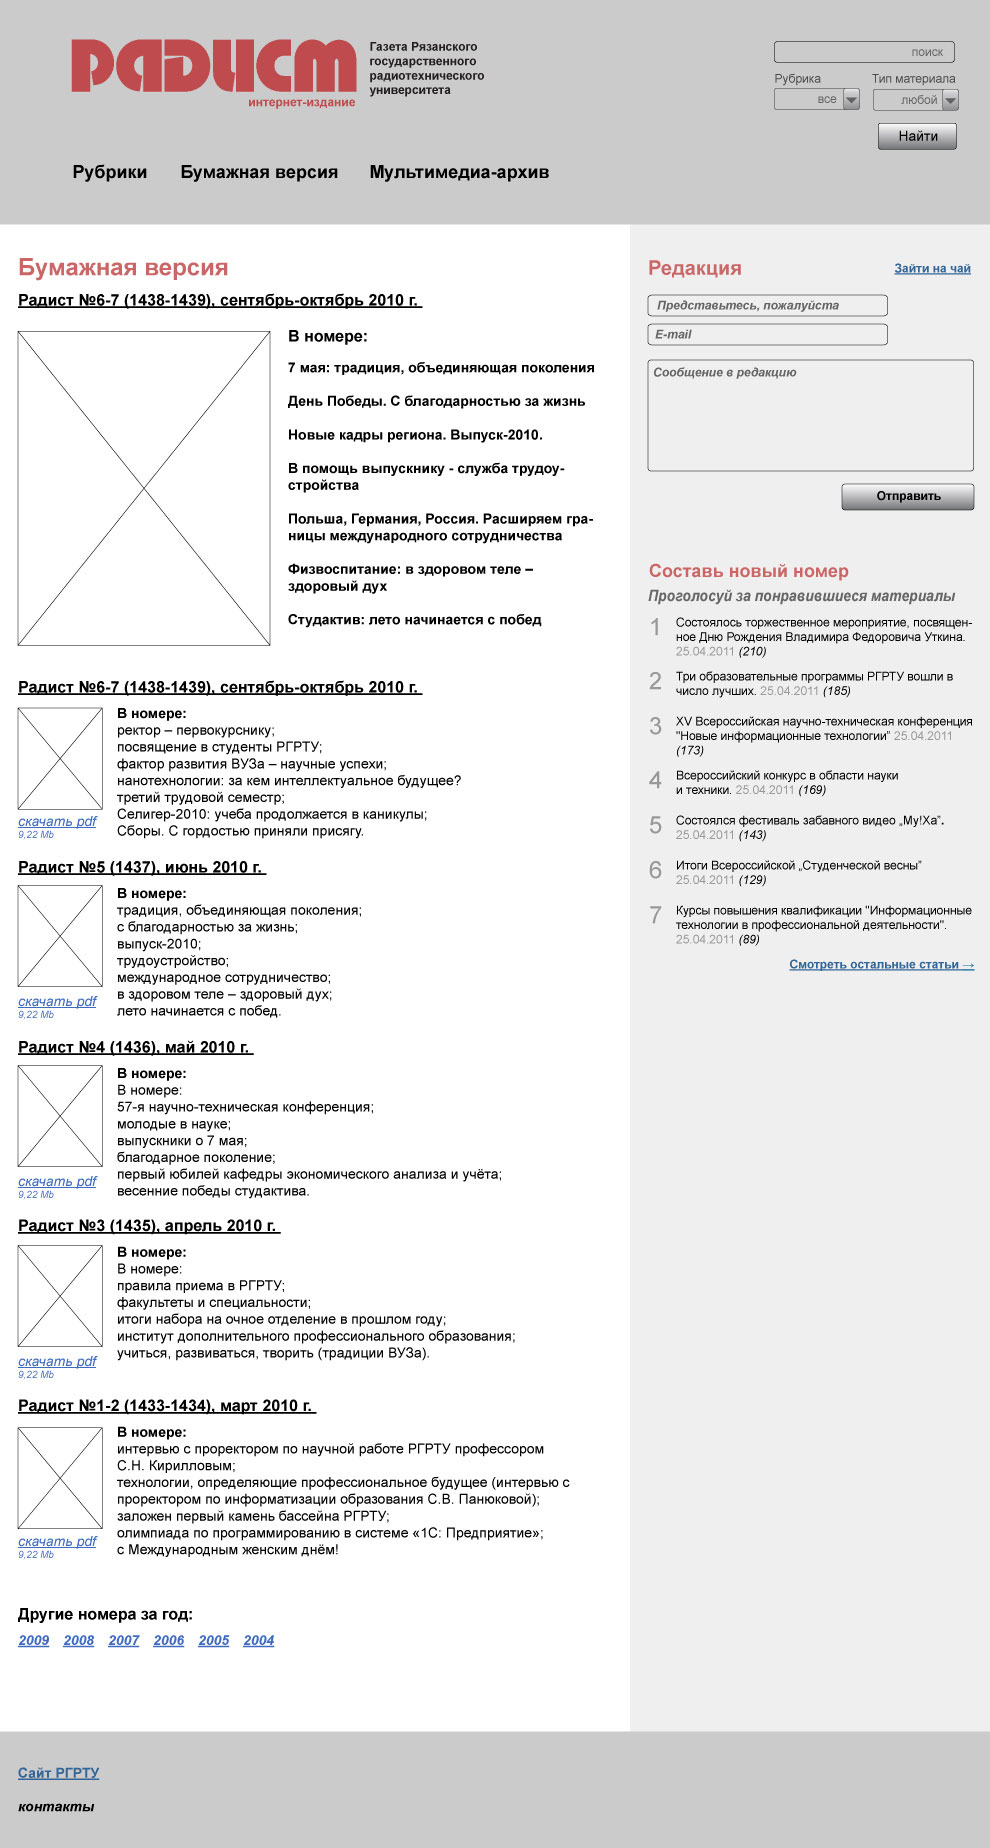 Радист
интернет-издание
Газета Рязанского
государственного
радиотехнического
университета
поиск
Рубрика
Тип материала
все
любой
Найти
Рубрики
Бумажная версия
Мультимедиа-архив
Бумажная версия
Радист №6-7 (1438-1439), сентябрь-октябрь 2010 г.
В номере:
7 мая: традиция, объединяющая поколения
День Победы. С благодарностью за жизнь
Новые кадры региона. Выпуск-2010.
В помощь выпускнику - служба трудоу-
стройства
Польша, Германия, Россия. Расширяем гра-
ницы международного сотрудничества
Физвоспитание: в здоровом теле –
здоровый дух
Студактив: лето начинается с побед
Радист №6-7 (1438-1439), сентябрь-октябрь 2010 г.
В номере:
ректор – первокурснику;
посвящение в студенты РГРТУ;
фактор развития ВУЗа – научные успехи;
нанотехнологии: за кем интеллектуальное будущее?
третий трудовой семестр;
Селигер-2010: учеба продолжается в каникулы;
Сборы. С гордостью приняли присягу.
скачать pdf
9,22 Mb
Радист №5 (1437), июнь 2010 г.
В номере:
традиция, объединяющая поколения;
с благодарностью за жизнь;
выпуск-2010;
трудоустройство;
международное сотрудничество;
в здоровом теле – здоровый дух;
лето начинается с побед.
скачать pdf
9,22 Mb
Радист №4 (1436), май 2010 г.
В номере:
В номере:
57-я научно-техническая конференция;
молодые в науке;
выпускники о 7 мая;
благодарное поколение;
первый юбилей кафедры экономического анализа и учёта;
весенние победы студактива.
скачать pdf
9,22 Mb
Радист №3 (1435), апрель 2010 г.
В номере:
В номере:
правила приема в РГРТУ;
факультеты и специальности;
итоги набора на очное отделение в прошлом году;
институт дополнительного профессионального образования;
учиться, развиваться, творить (традиции ВУЗа).
скачать pdf
9,22 Mb
Радист №1-2 (1433-1434), март 2010 г.
В номере:
интервью с проректором по научной работе РГРТУ профессором
С.Н. Кирилловым;
технологии, определяющие профессиональное будущее (интервью с
проректором по информатизации образования С.В. Панюковой);
заложен первый камень бассейна РГРТУ;
олимпиада по программированию в системе «1С: Предприятие»;
с Международным женским днём!
скачать pdf
9,22 Mb
Другие номера за год:
2009 2008 2007 2006 2005 2004
Редакция
Зайти на чай
Представьтесь, пожалуйста
E-mail
Сообщение в редакцию
Отправить
Составь новый номер
Проголосуй за понравившиеся материалы
1 Состоялось торжественное мероприятие, посвящен-
ное Дню Рождения Владимира Федоровича Уткина.
25.04.2011 (210)
2 Три образовательные программы РГРТУ вошли в
число лучших. 25.04.2011 (185)
3 XV Всероссийская научно-техническая конференция
"Новые информационные технологии" 25.04.2011
(173)
4 Всероссийский конкурс в области науки
и техники. 25.04.2011 (169)
5 Состоялся фестиваль забавного видео „Му!Ха”.
25.04.2011 (143)
6 Итоги Всероссийской „Студенческой весны”
25.04.2011 (129)
7 Курсы повышения квалификации "Информационные
технологии в профессиональной деятельности".
25.04.2011 (89)
Смотреть остальные статьи →
Сайт РГРТУ
контакты